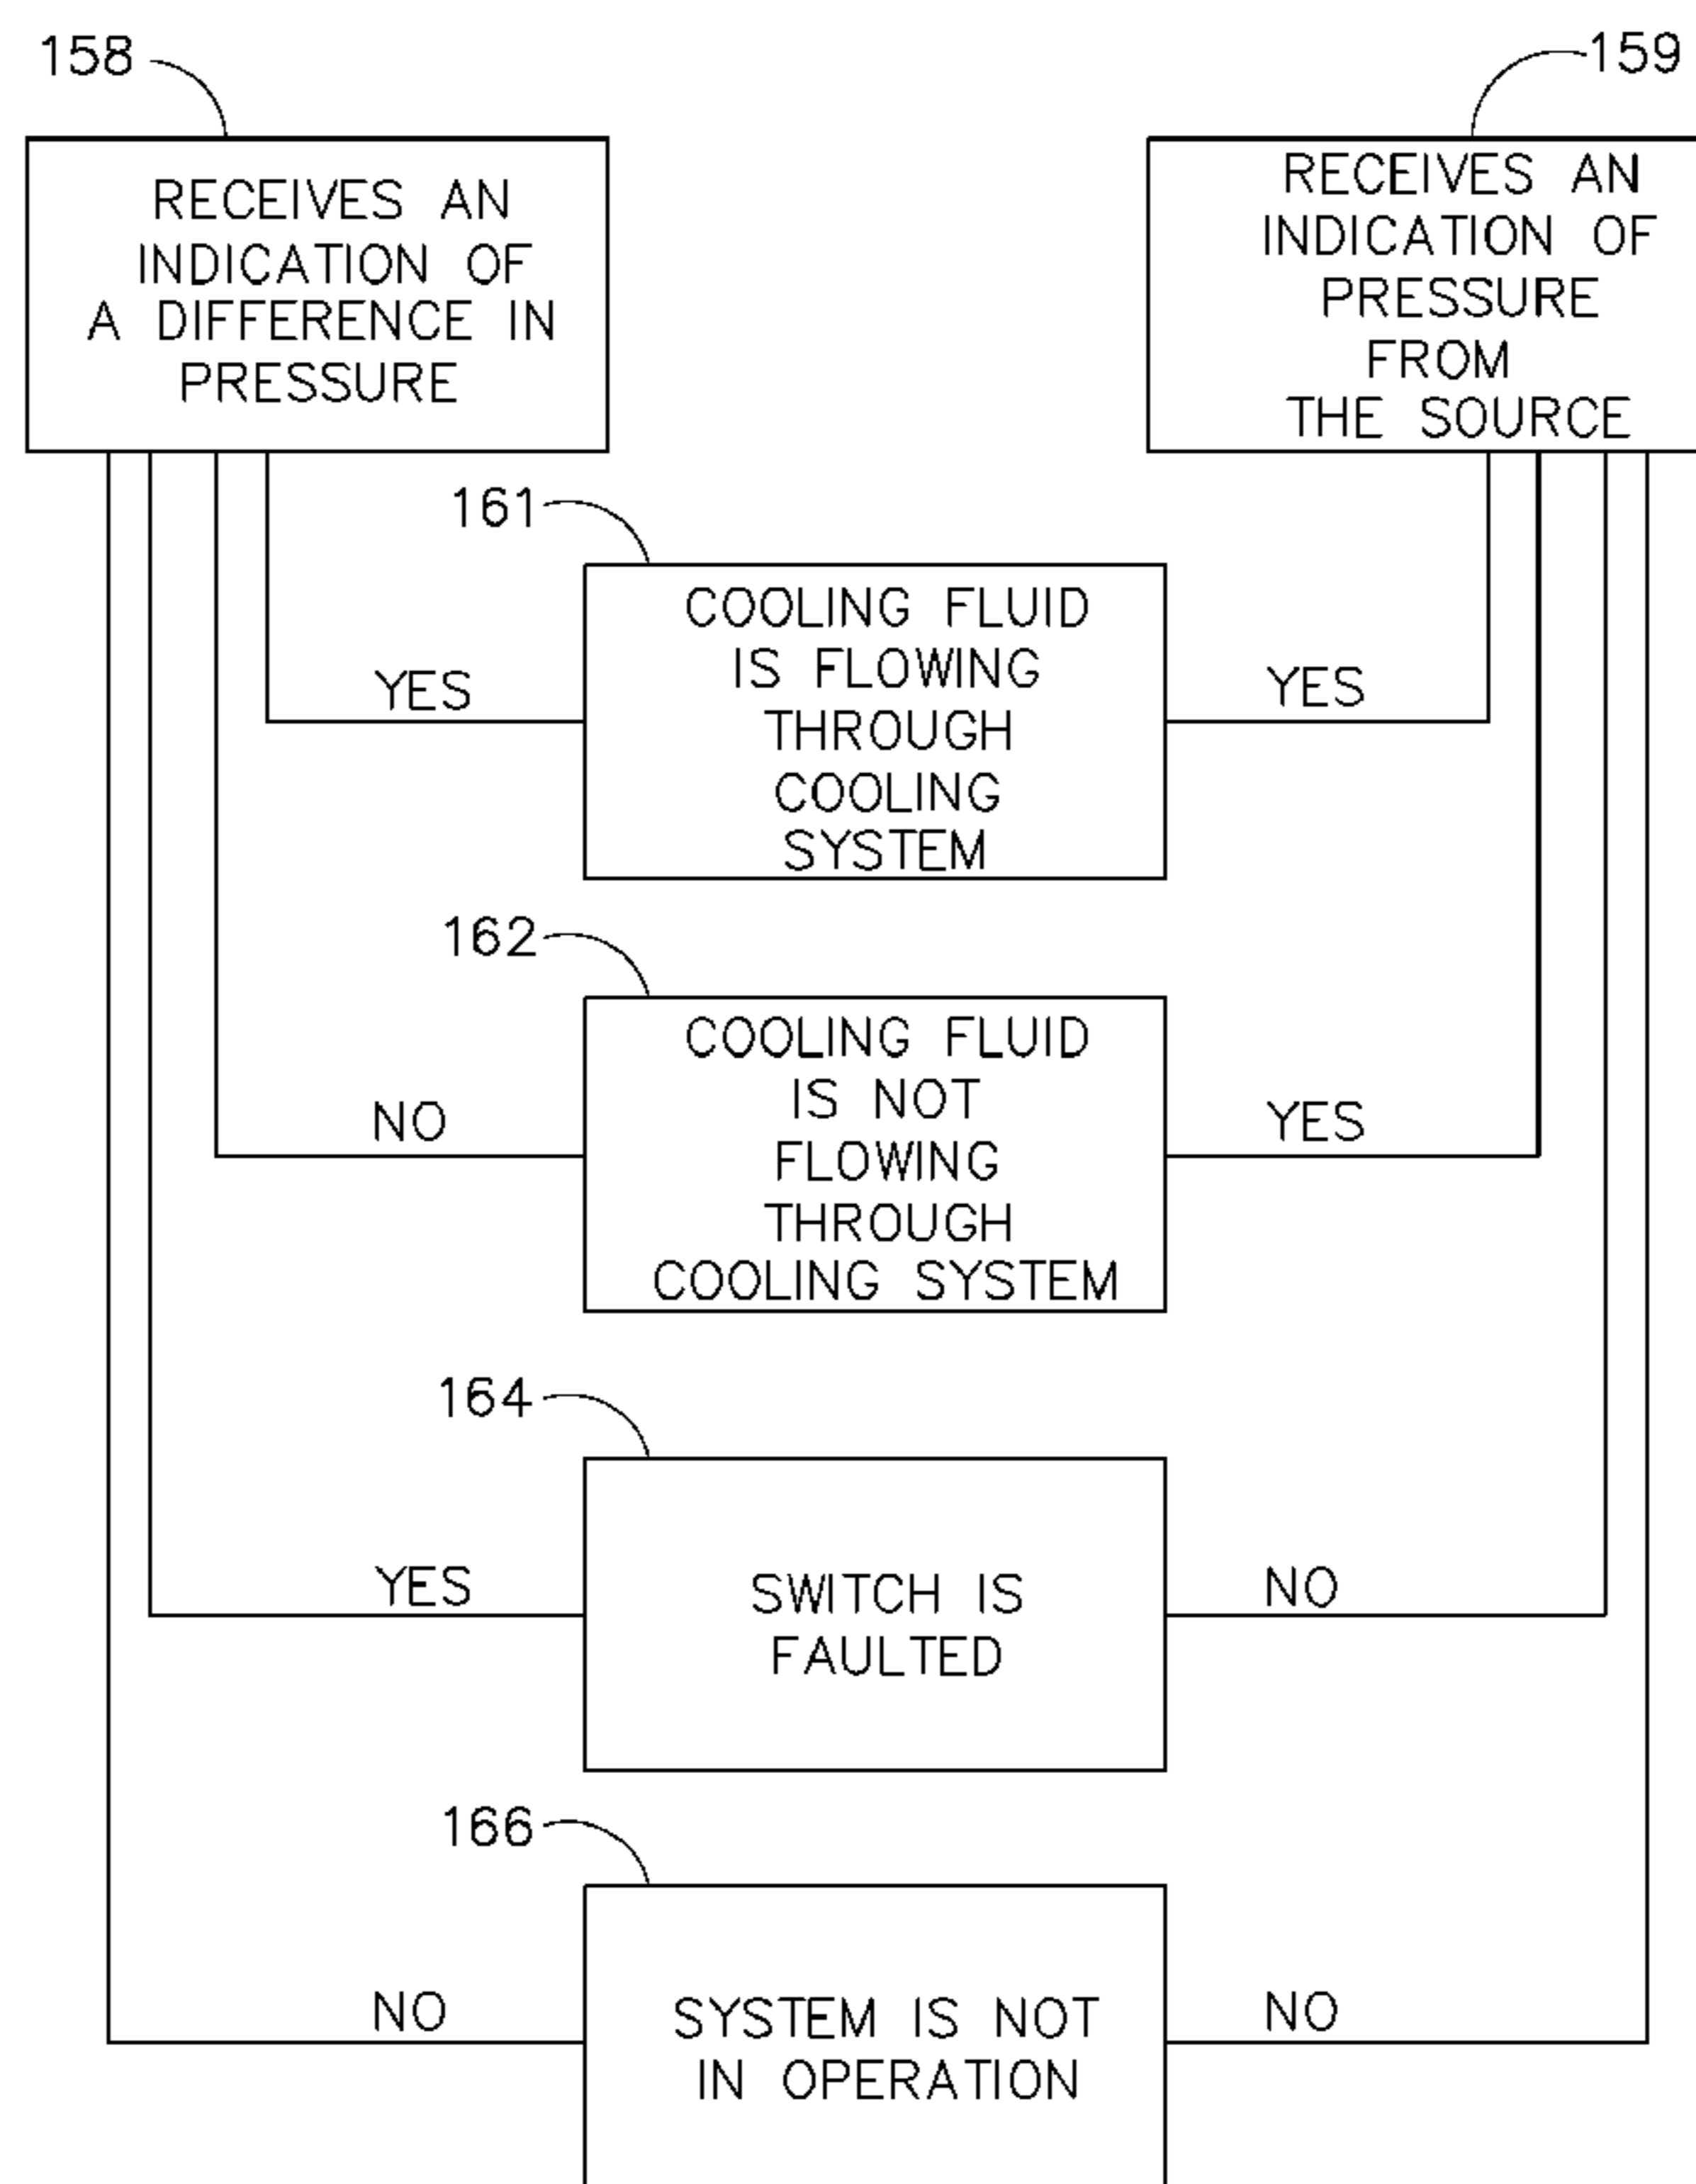 158
159
RECEIVES AN
INDICATION OF
A DIFFERENCE IN
PRESSURE
RECEIVES AN
INDICATION OF
PRESSURE
FROM
THE SOURCE
161
COOLING FLUID
IS FLOWING
THROUGH
COOLING
SYSTEM
YES
YES
162
COOLING FLUID
IS NOT
FLOWING
THROUGH
COOLING SYSTEM
NO
YES
164
SWITCH IS
FAULTED
YES
NO
166
SYSTEM IS NOT
IN OPERATION
NO
NO